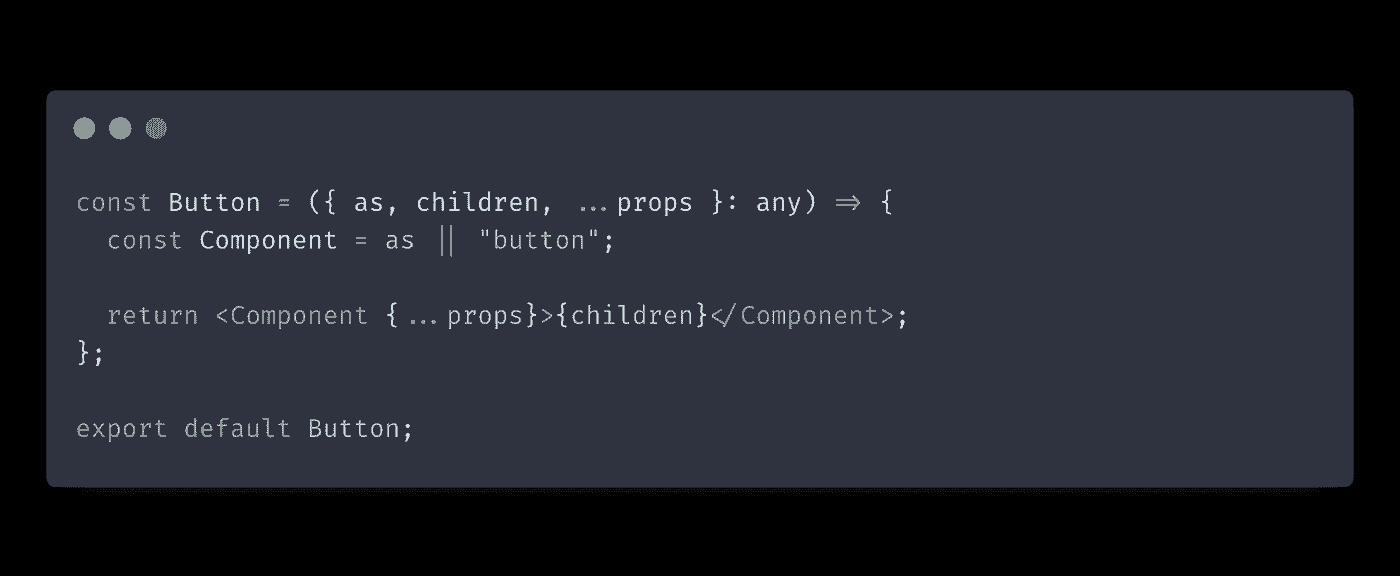 const Button = ({ as, children, ...props }: any) => {
  const Component = as || "button";
  return <Component {...props}>{children}</Component>;
};
export default Button;